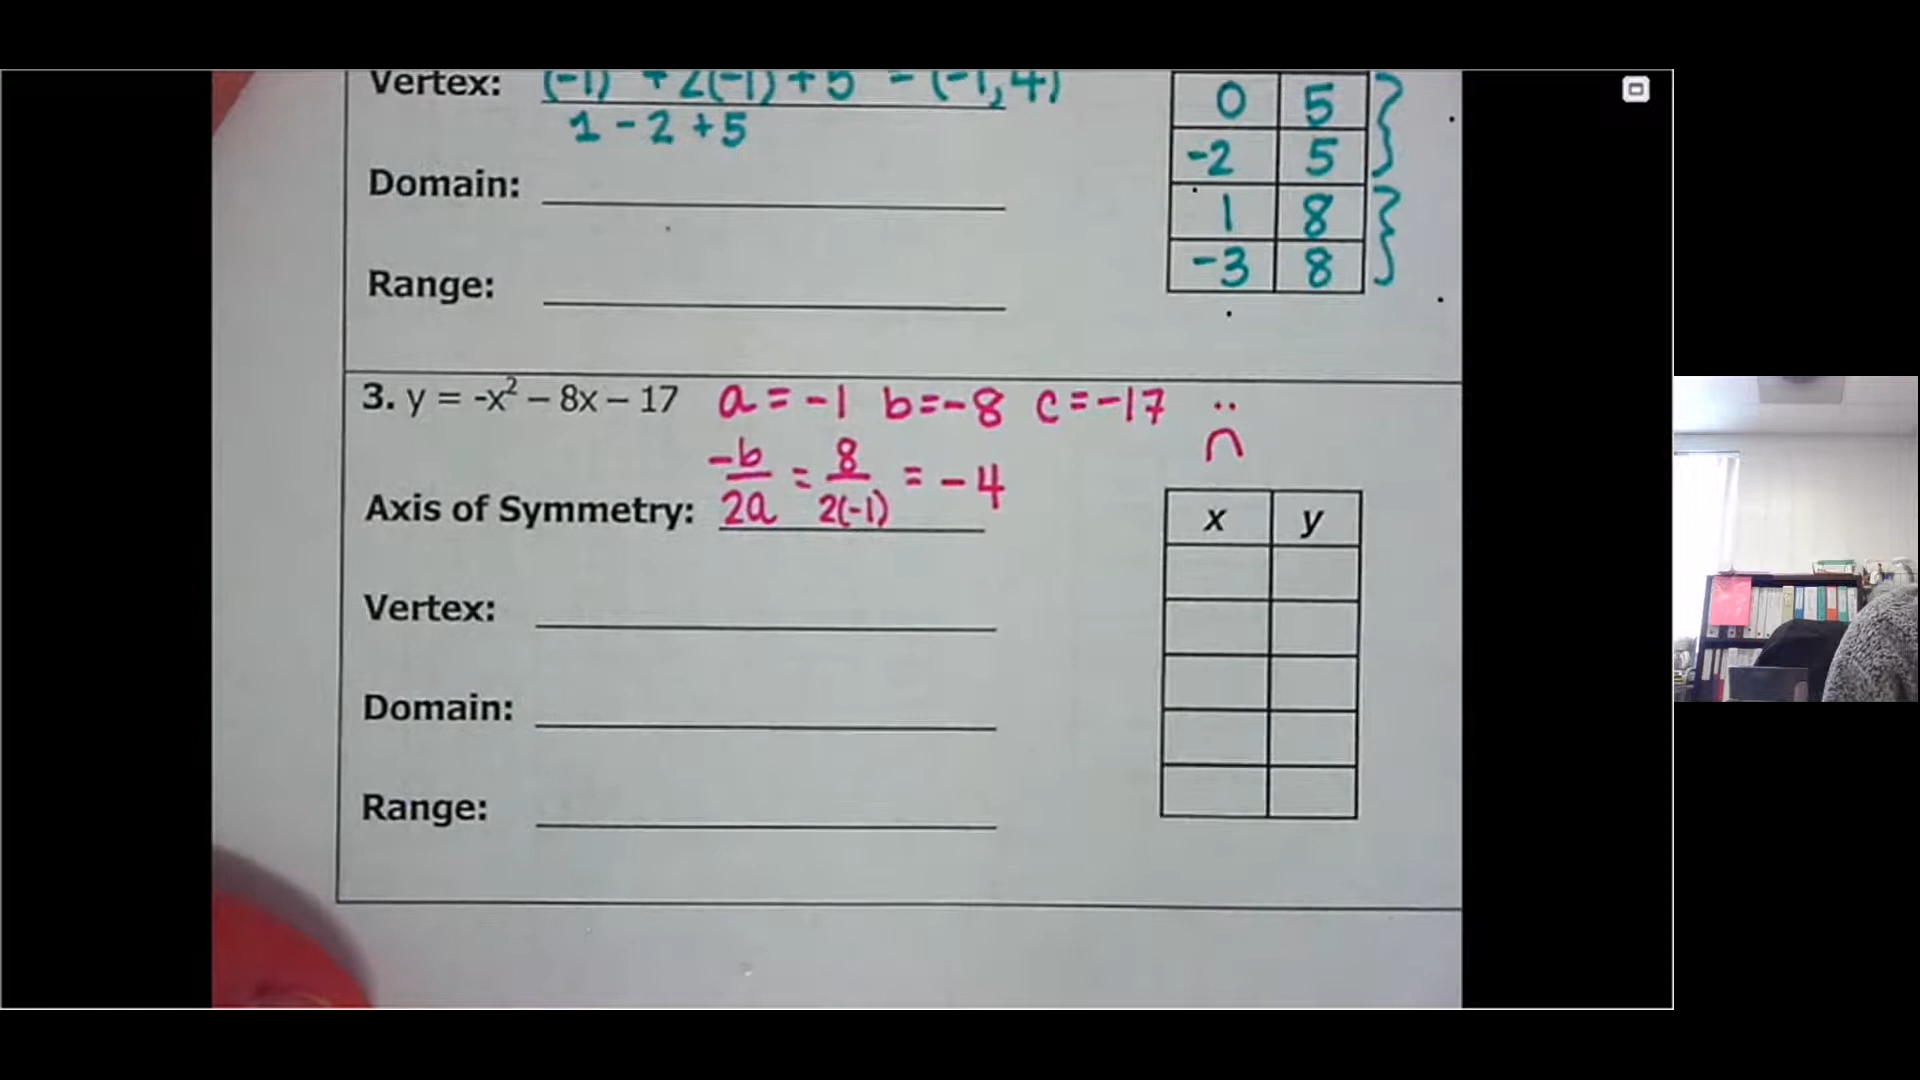 Vertex: (-1) + 2(-1) + 5 = (-1, 4)
1 - 2 + 5
Domain:
Range:
0 5
-2 5
1 8
-3 8
3. y = -x² – 8x – 17 a = -1 b = -8 c = -17
-b/2a = 8/2(-1) = -4
Axis of Symmetry:
x y
Vertex:
Domain:
Range: